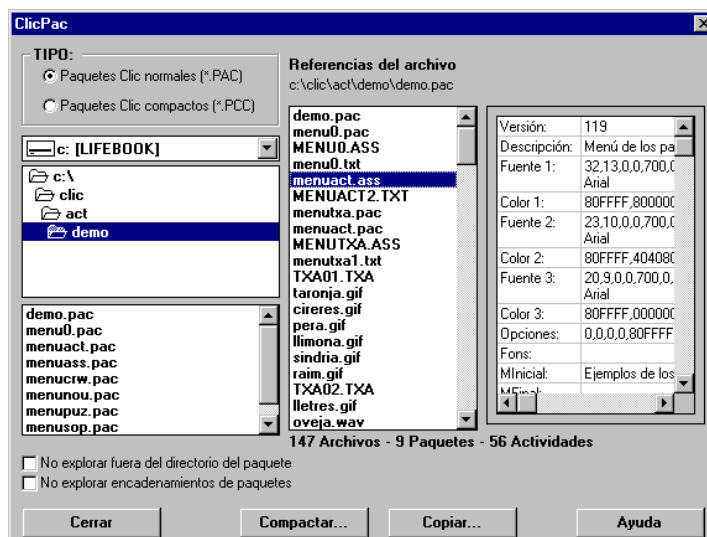 ClicPac
TIPO:
Paquetes Clic normales (*.PAC)
Paquetes Clic compactos (*.PCC)
c: [LIFEBOOK]
c:\
clic
act
demo
demo.pac
menu0.pac
menuact.pac
menuass.pac
menucrw.pac
menunou.pac
menupuz.pac
menusop.pac
No explorar fuera del directorio del paquete
No explorar encadenamientos de paquetes
Referencias del archivo
c:\clic\act\demo\demo.pac
demo.pac
menu0.pac
MENU0.ASS
menu0.txt
menuact.ass
MENUACT2.TXT
menutxa.pac
menuact.pac
MENUTXA.ASS
menutxa1.txt
TXA01.TXA
taronja.gif
cireres.gif
pera.gif
llimona.gif
sindria.gif
raim.gif
TXA02.TXA
lletres.gif
oveja.wav
147 Archivos - 9 Paquetes - 56 Actividades
Versión: 119
Descripción: Menú de los pa
Fuente 1: 32,13,0,0,700,0
Arial
Color 1: 80FFFF,800000
Fuente 2: 23,10,0,0,700,0
Arial
Color 2: 80FFFF,404080
Fuente 3: 20,9,0,0,700,0,
Arial
Color 3: 80FFFF,000000
Opciones: 0,0,0,0,80FFFF
Fons:
MInicial: Ejemplos de los
MFinal:
Cerrar
Compactar...
Copiar...
Ayuda